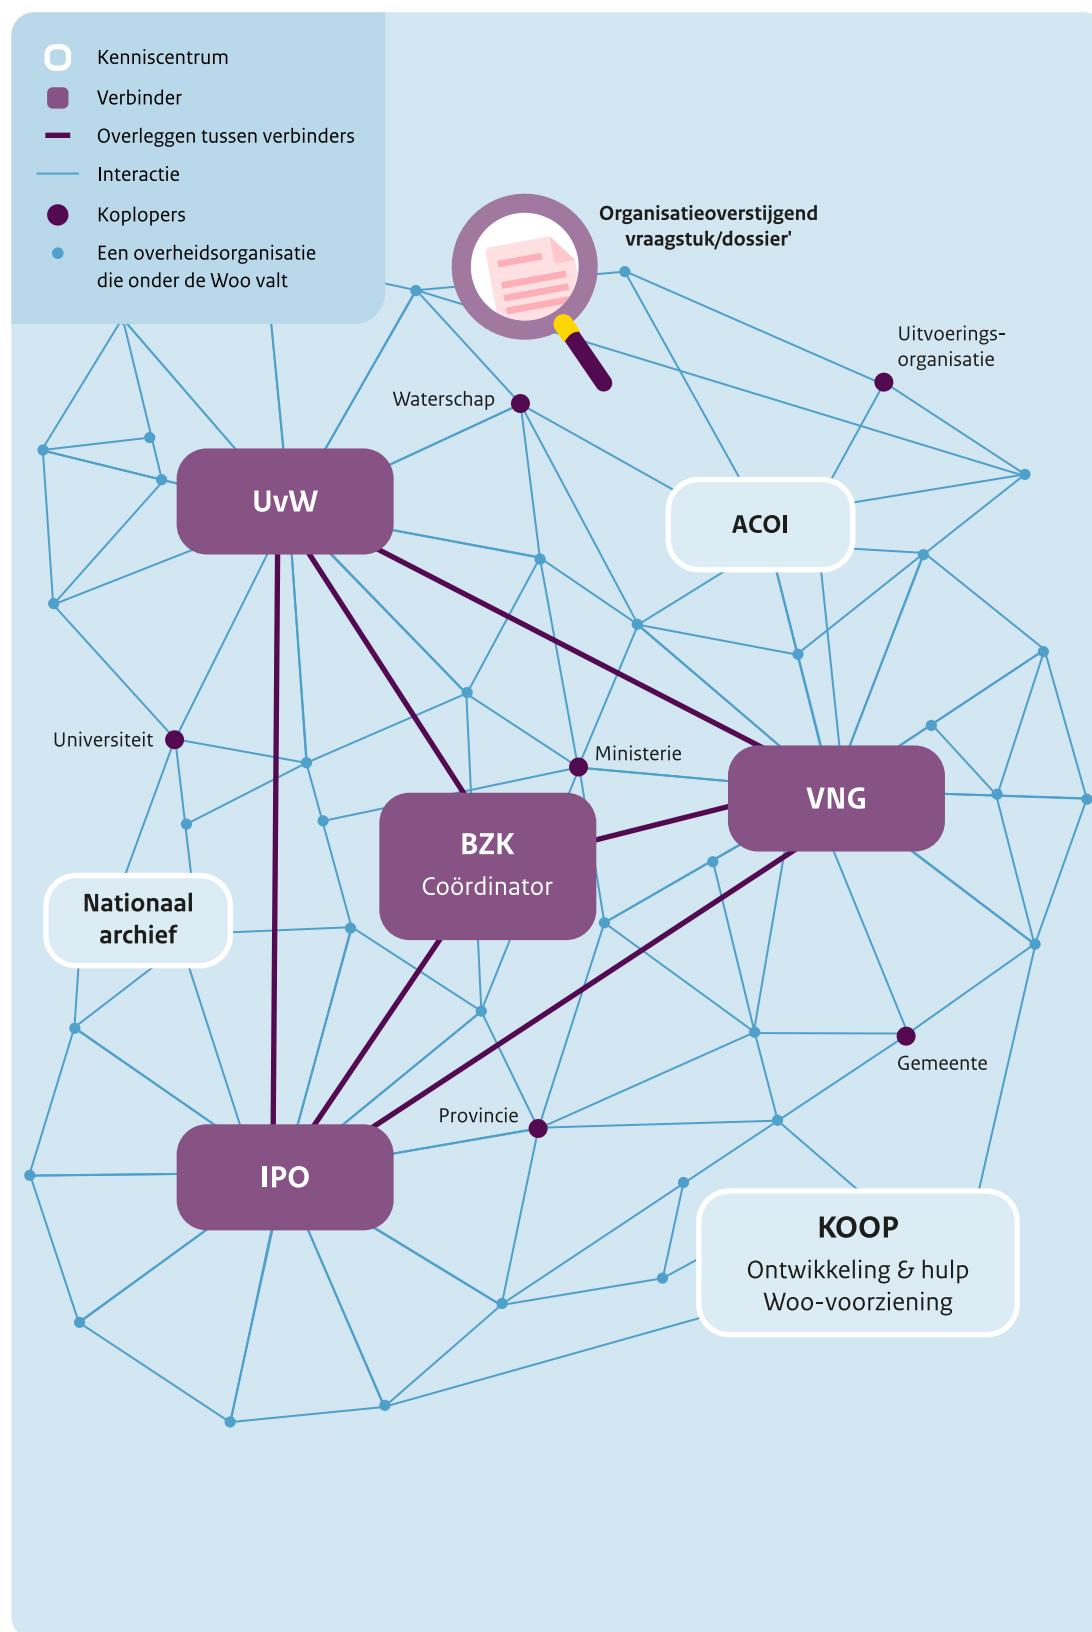 Kenniscentrum
Verbinder
Overleggen tussen verbinders
Interactie
Koplopers
Een overheidsorganisatie
die onder de Woo valt
Organisatieoverstijgend
vraagstuk/dossier'
Uitvoerings-
organisatie
Waterschap
UvW
ACOI
Universiteit
Ministerie
VNG
BZK
Coördinator
Nationaal
archief
Gemeente
Provincie
IPO
KOOP
Ontwikkeling & hulp
Woo-voorziening